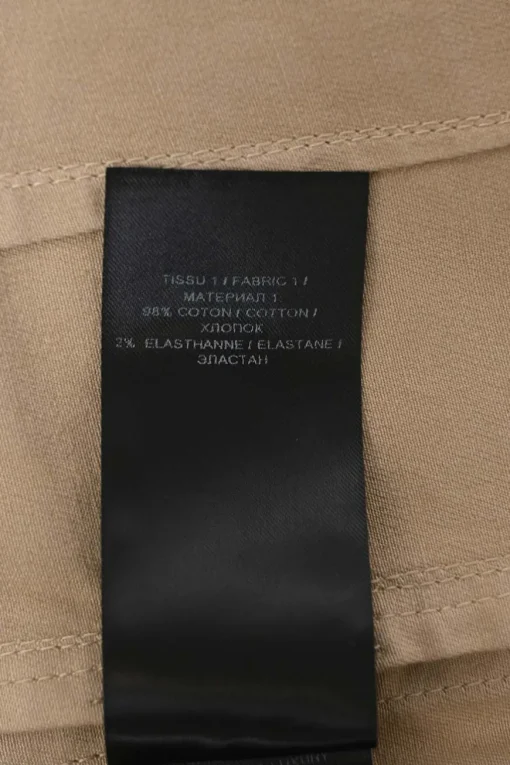 TISSU 1 / FABRIC 1 /
МАТЕРИАЛ 1
98% COTON / COTTON /
ХЛОПОК
2% ELASTHANNE / ELASTANE /
ЭЛАСТАН